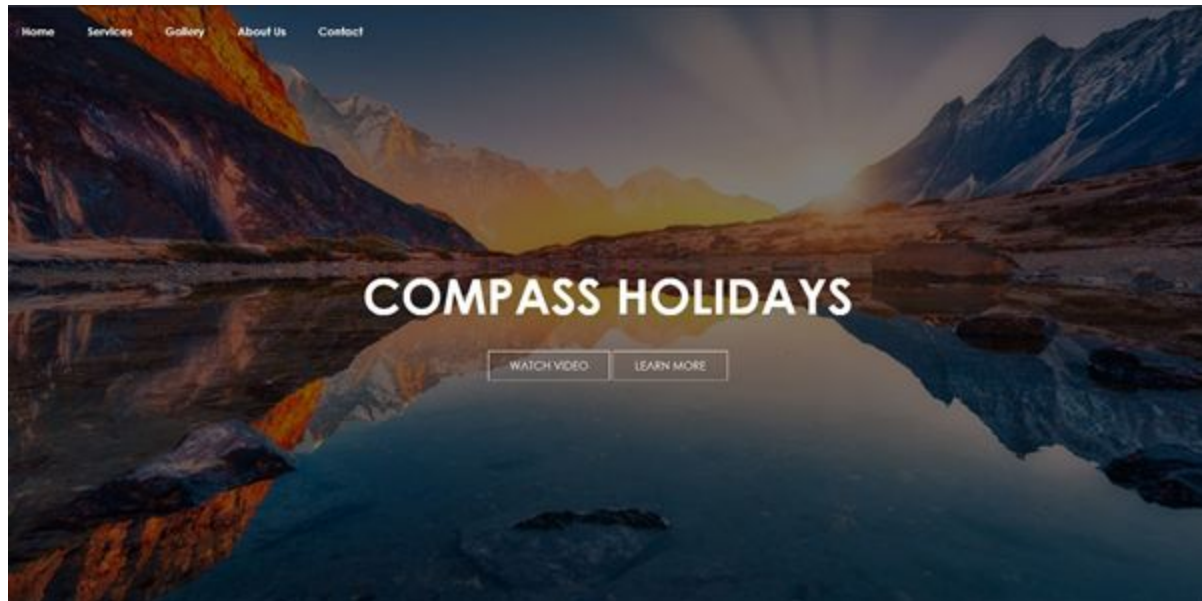 Home Services Gallery About Us Contact
COMPASS HOLIDAYS
WATCH VIDEO LEARN MORE